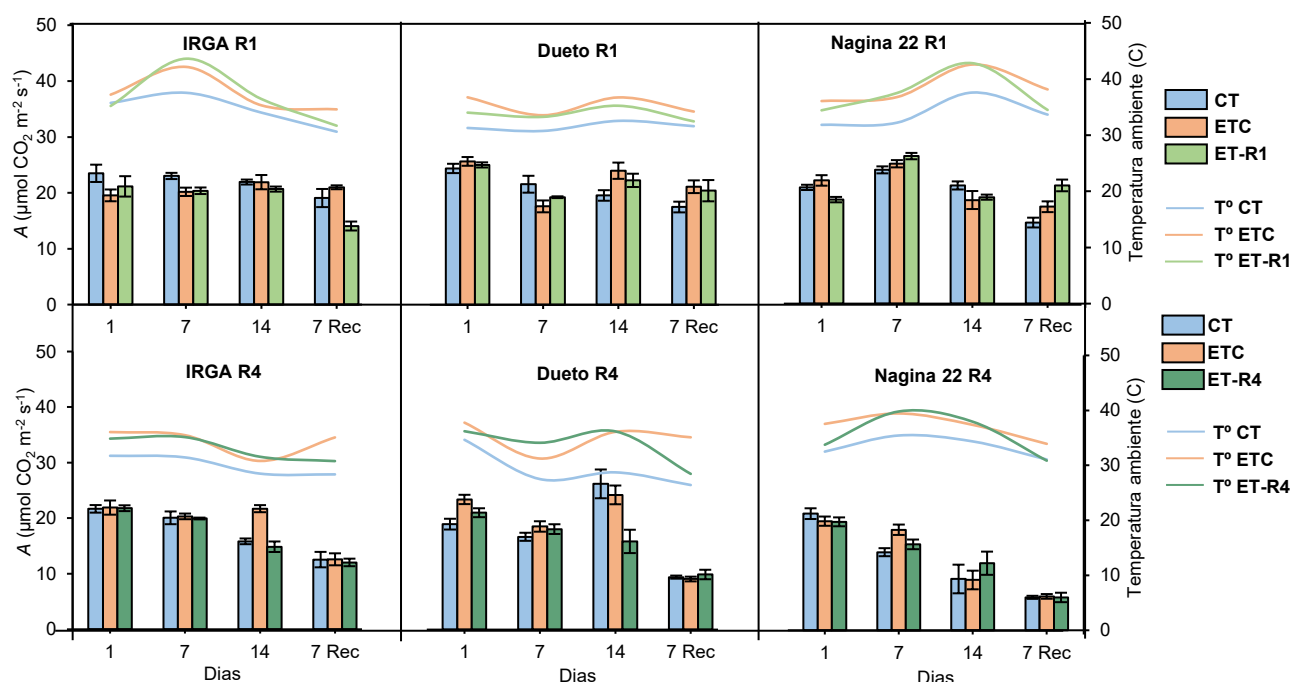 IRGA R1
Dueto R1
Nagina 22 R1
A (µmol CO2 m-2 s-1)
50
40
30
20
10
0
1 7 14 7 Rec
1 7 14 7 Rec
1 7 14 7 Rec
50
40
30
20
10
0
Temperatura ambiente (C)
CT
ETC
ET-R1
Tº CT
Tº ETC
Tº ET-R1
IRGA R4
Dueto R4
Nagina 22 R4
A (µmol CO2 m-2 s-1)
50
40
30
20
10
0
1 7 14 7 Rec
1 7 14 7 Rec
1 7 14 7 Rec
Dias
Dias
Dias
50
40
30
20
10
0
Temperatura ambiente (C)
CT
ETC
ET-R4
Tº CT
Tº ETC
Tº ET-R4